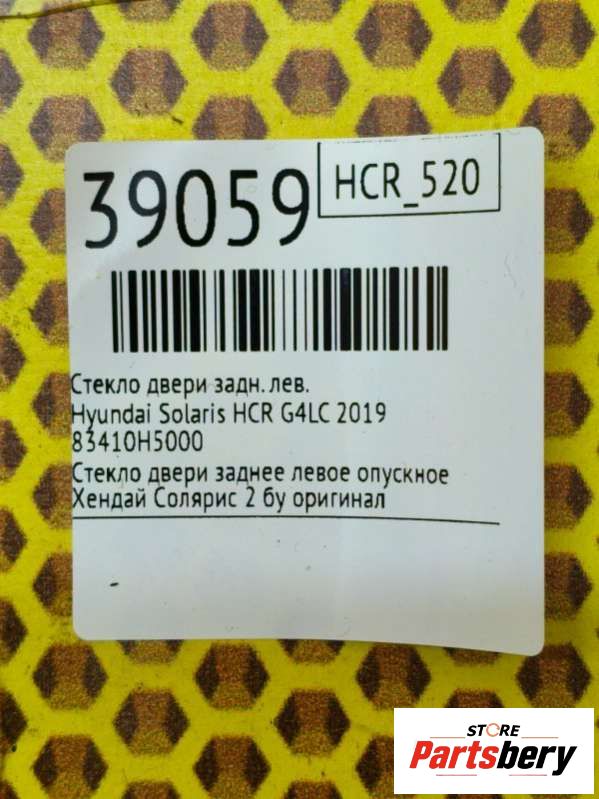 39059
HCR_520
Стекло двери задн. лев.
Hyundai Solaris HCR G4LC 2019
83410H5000
Стекло двери заднее левое опускное
Хендай Солярис 2 бу оригинал
STORE
Partsbery